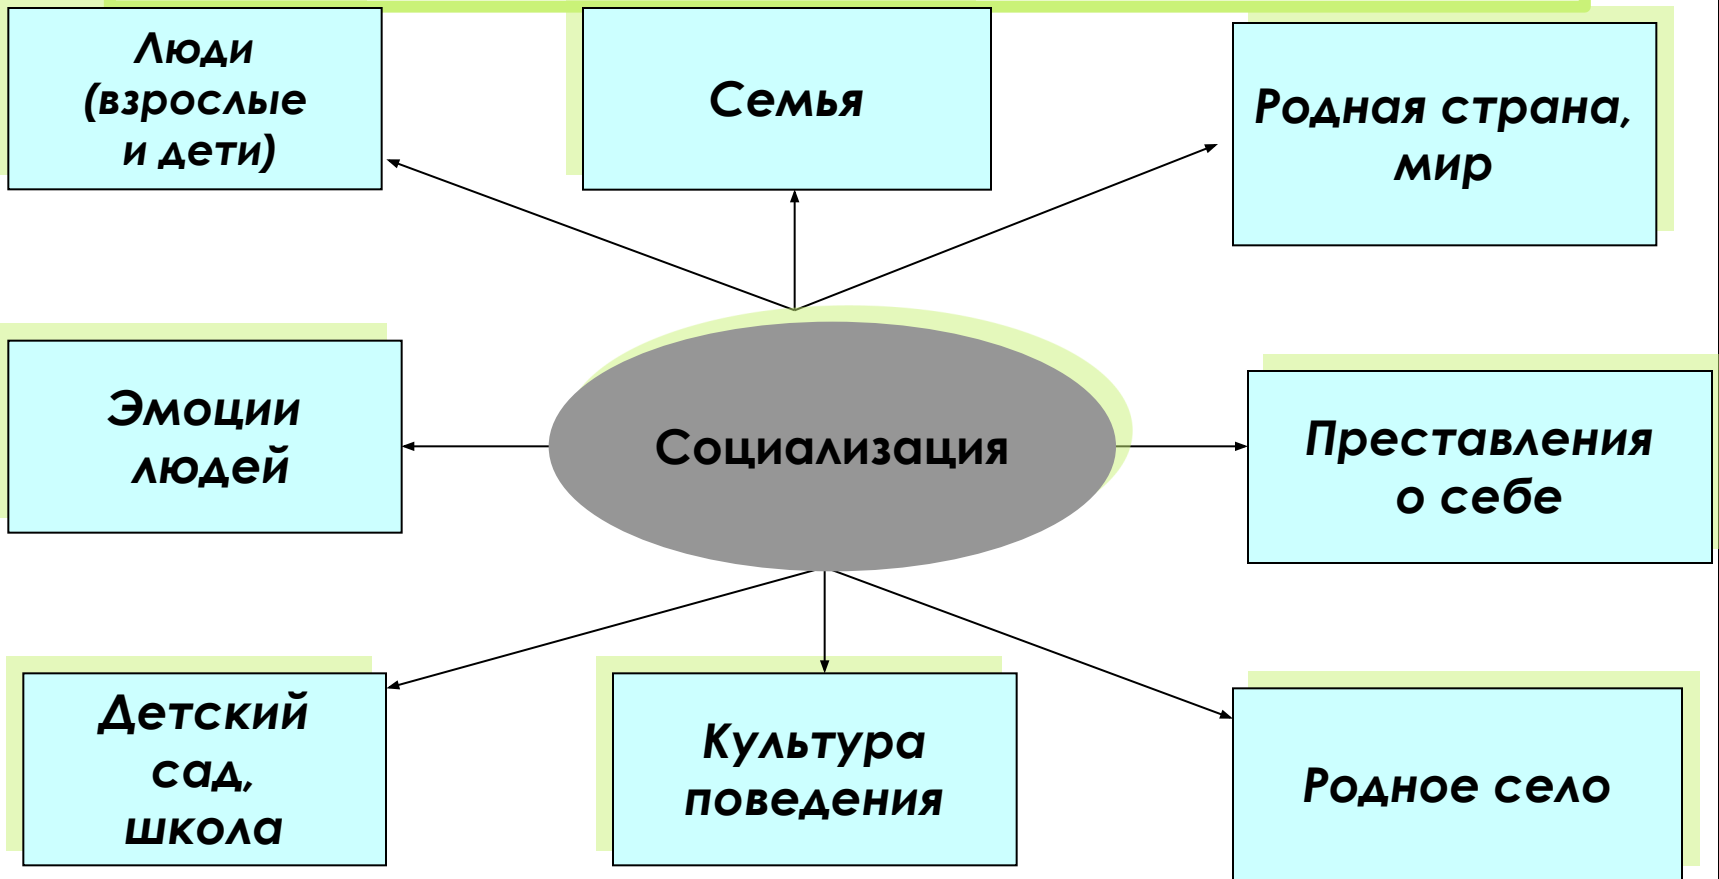 Люди
(взрослые
и дети)
Семья
Родная страна,
мир
Эмоции
людей
Социализация
Преставления
о себе
Детский
сад,
школа
Культура
поведения
Родное село